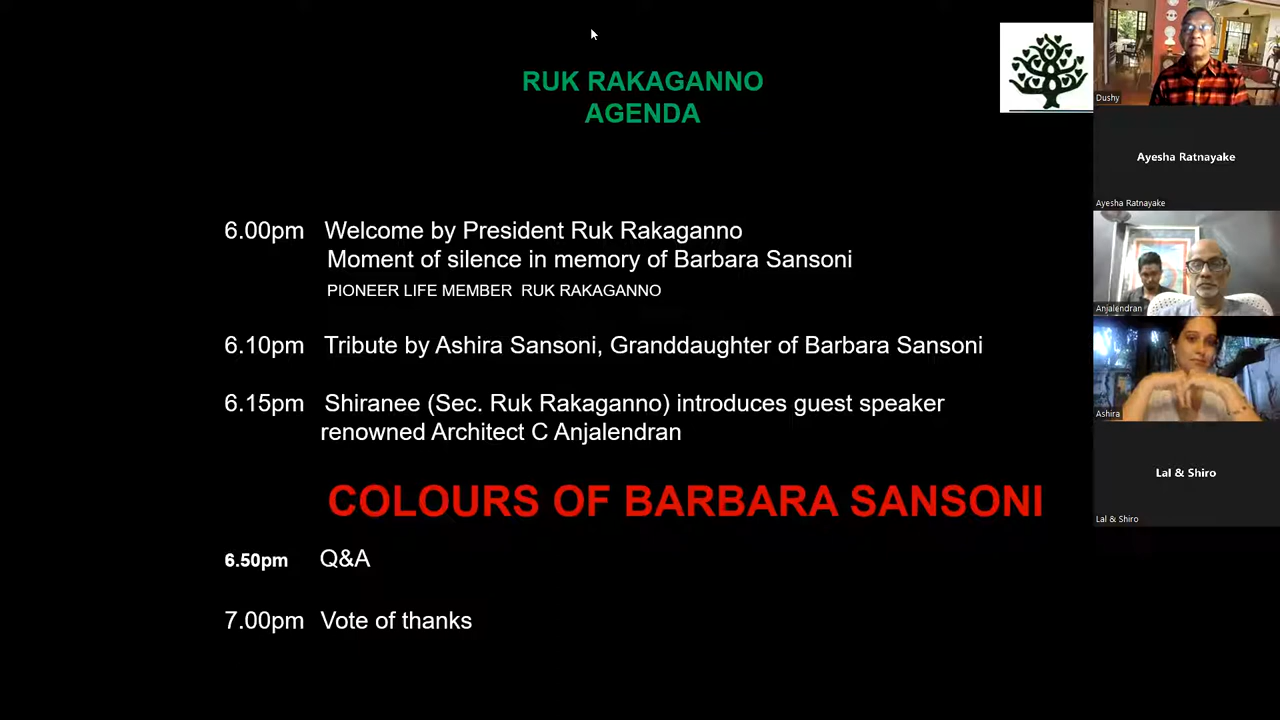 RUK RAKAGANNO
AGENDA
6.00pm Welcome by President Ruk Rakaganno
Moment of silence in memory of Barbara Sansoni
PIONEER LIFE MEMBER RUK RAKAGANNO
6.10pm Tribute by Ashira Sansoni, Granddaughter of Barbara Sansoni
6.15pm Shiranee (Sec. Ruk Rakaganno) introduces guest speaker
renowned Architect C Anjalendran
COLOURS OF BARBARA SANSONI
6.50pm Q&A
7.00pm Vote of thanks
Dushy
Ayesha Ratnayake
Ayesha Ratnayake
Anjalendran
Ashira
Lal & Shiro
Lal & Shiro